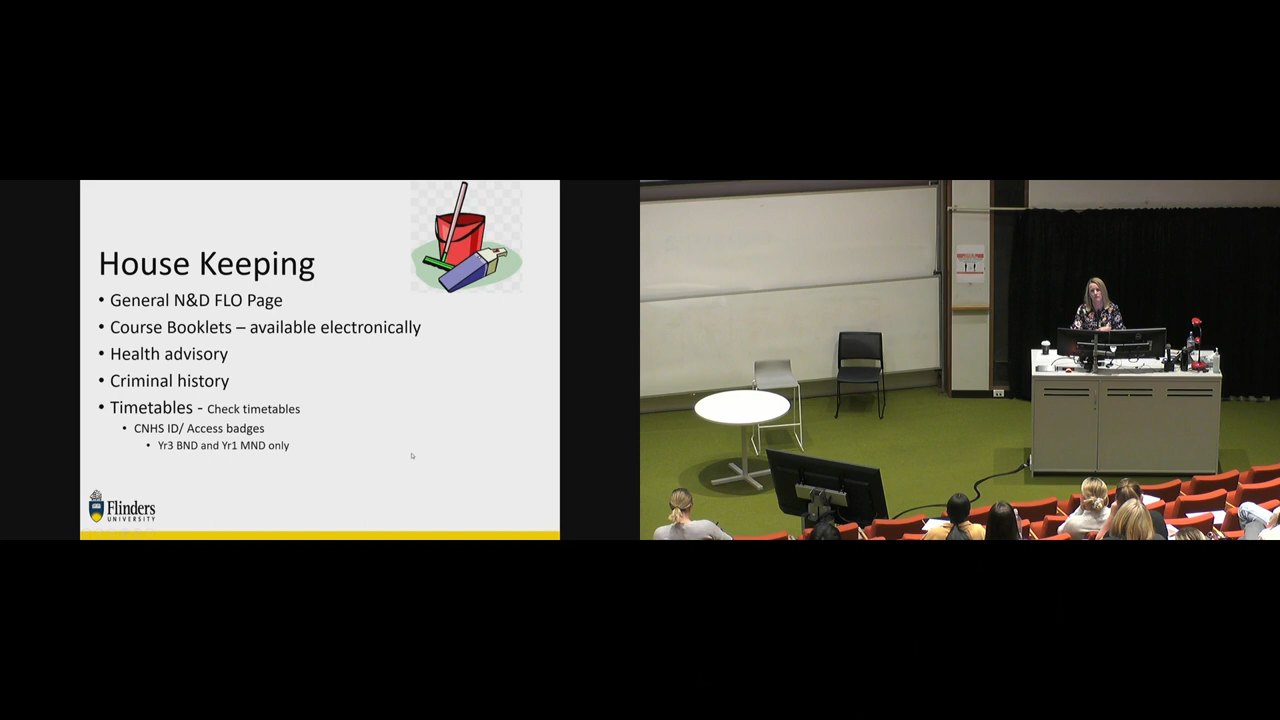 House Keeping
• General N&D FLO Page
• Course Booklets – available electronically
• Health advisory
• Criminal history
• Timetables - Check timetables
• CNHS ID/ Access badges
• Yr3 BND and Yr1 MND only
Flinders
UNIVERSITY